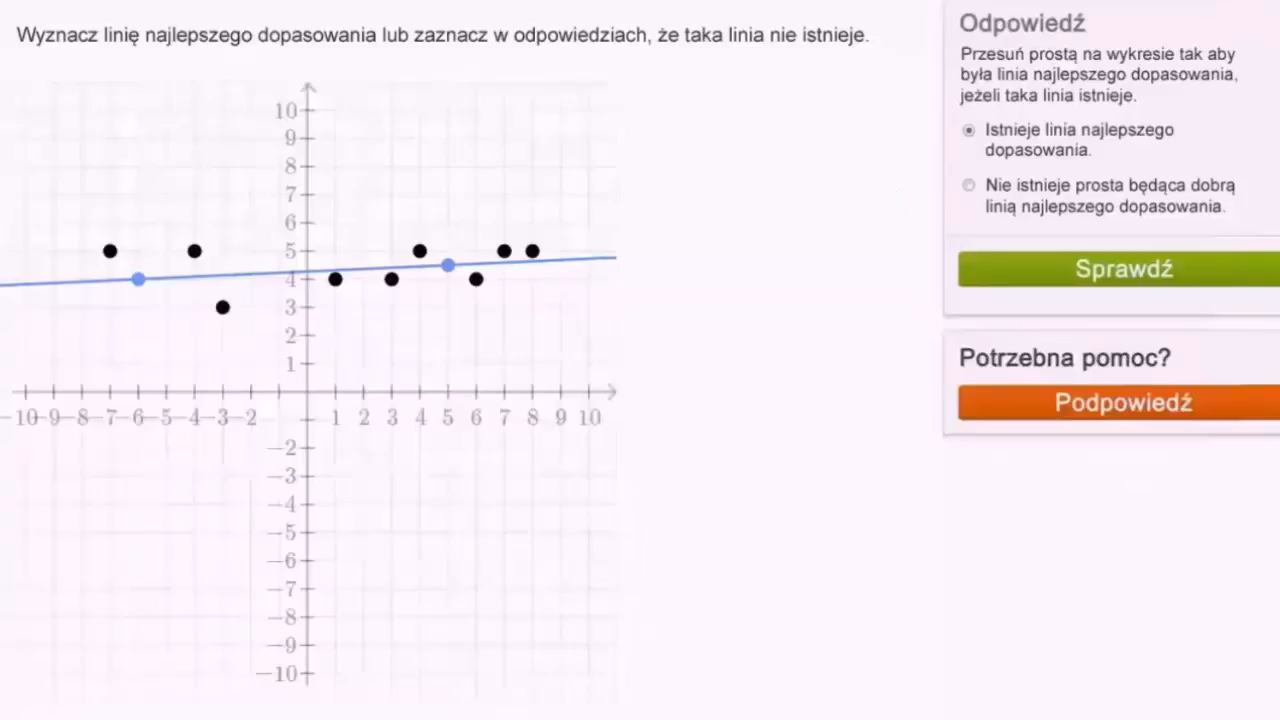 Wyznacz linię najlepszego dopasowania lub zaznacz w odpowiedziach, że taka linia nie istnieje.
10
9
8
7
6
5
4
3
2
1
-10 -9 -8 -7 -6 -5 -4 -3 -2 1 2 3 4 5 6 7 8 9 10
-2
-3
-4
-5
-6
-7
-8
-9
-10
Odpowiedź
Przesuń prostą na wykresie tak aby
była linia najlepszego dopasowania,
jeżeli taka linia istnieje.
Istnieje linia najlepszego
dopasowania.
Nie istnieje prosta będąca dobrą
linią najlepszego dopasowania.
Sprawdź
Potrzebna pomoc?
Podpowiedź